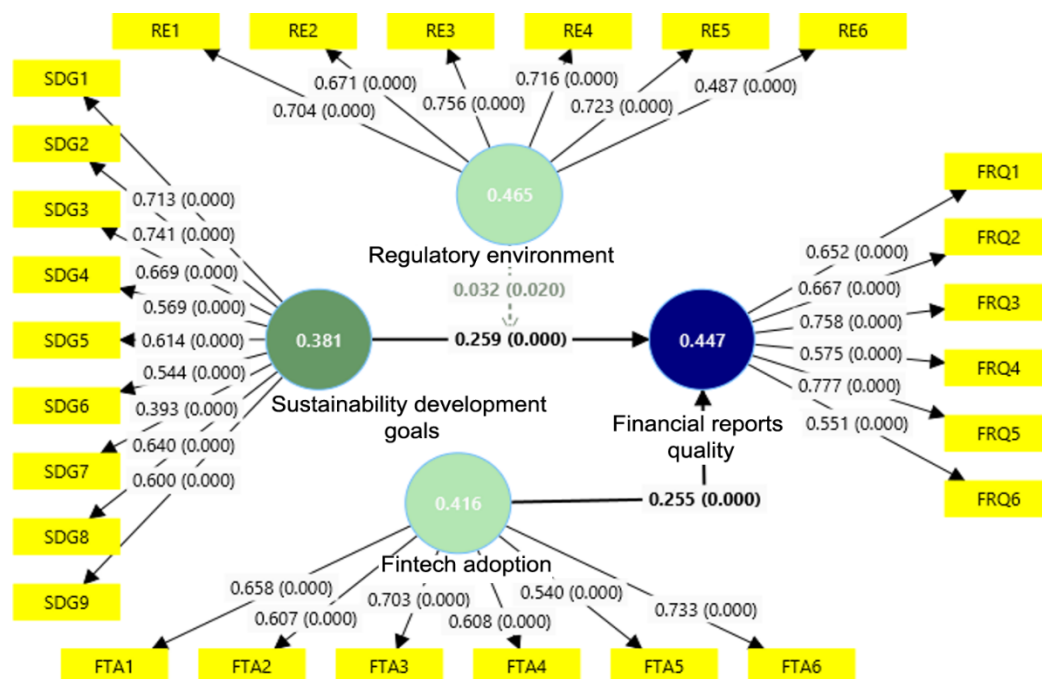 RE1
RE2
RE3
RE4
RE5
RE6
0.704 (0.000)
0.671 (0.000)
0.756 (0.000)
0.716 (0.000)
0.723 (0.000)
0.487 (0.000)
0.465
Regulatory environment
0.032 (0.020)
SDG1
SDG2
SDG3
SDG4
SDG5
SDG6
SDG7
SDG8
SDG9
0.713 (0.000)
0.741 (0.000)
0.669 (0.000)
0.569 (0.000)
0.614 (0.000)
0.544 (0.000)
0.393 (0.000)
0.640 (0.000)
0.600 (0.000)
0.381
Sustainability development
goals
0.259 (0.000)
0.447
Financial reports
quality
0.652 (0.000)
0.667 (0.000)
0.758 (0.000)
0.575 (0.000)
0.777 (0.000)
0.551 (0.000)
FRQ1
FRQ2
FRQ3
FRQ4
FRQ5
FRQ6
0.416
Fintech adoption
0.255 (0.000)
0.658 (0.000)
0.607 (0.000)
0.703 (0.000)
0.608 (0.000)
0.540 (0.000)
0.733 (0.000)
FTA1
FTA2
FTA3
FTA4
FTA5
FTA6